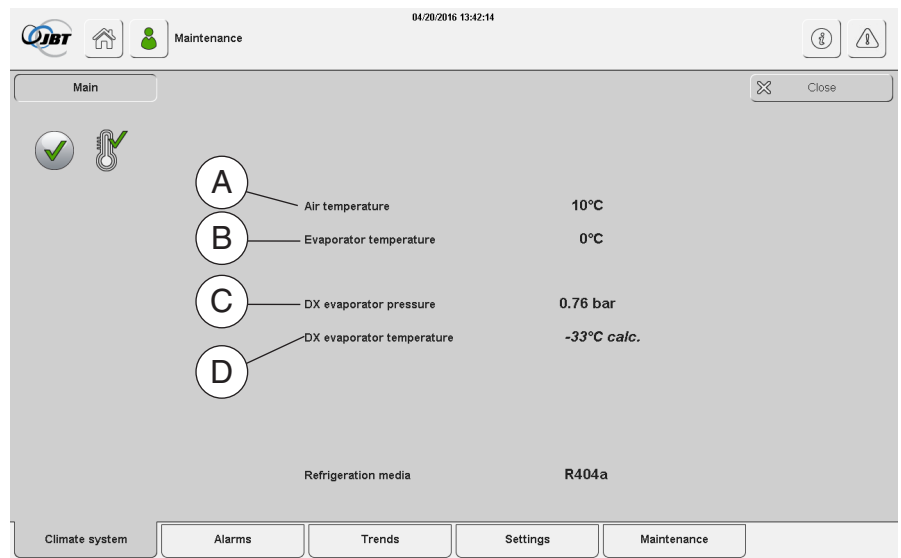 04/20/2016 13:42:14
JBT
Maintenance
Main
Close
A
Air temperature 10°C
B
Evaporator temperature 0°C
C
DX evaporator pressure 0.76 bar
DX evaporator temperature -33°C calc.
D
Refrigeration media R404a
Climate system Alarms Trends Settings Maintenance